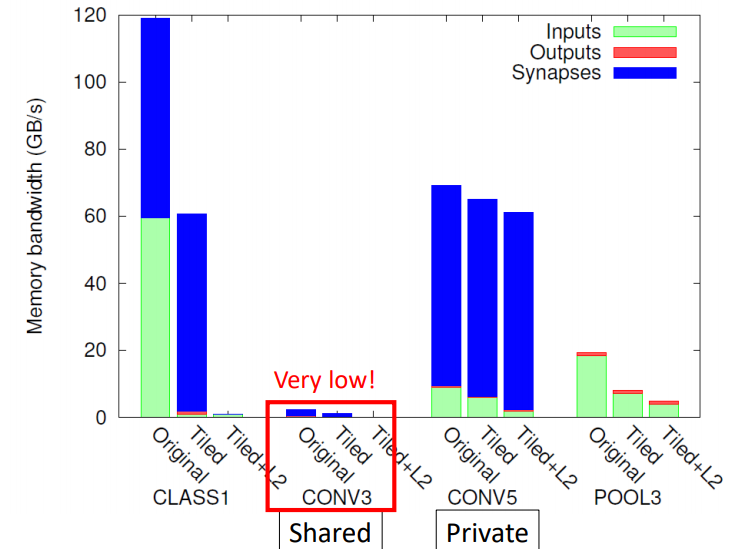 120
100
80
60
40
20
0
Memory bandwidth (GB/s)
Inputs
Outputs
Synapses
Very low!
Original
Tiled
Tiled+L2
Original
Tiled
Tiled+L2
Original
Tiled
Tiled+L2
Original
Tiled
Tiled+L2
CLASS1
CONV3
CONV5
POOL3
Shared
Private